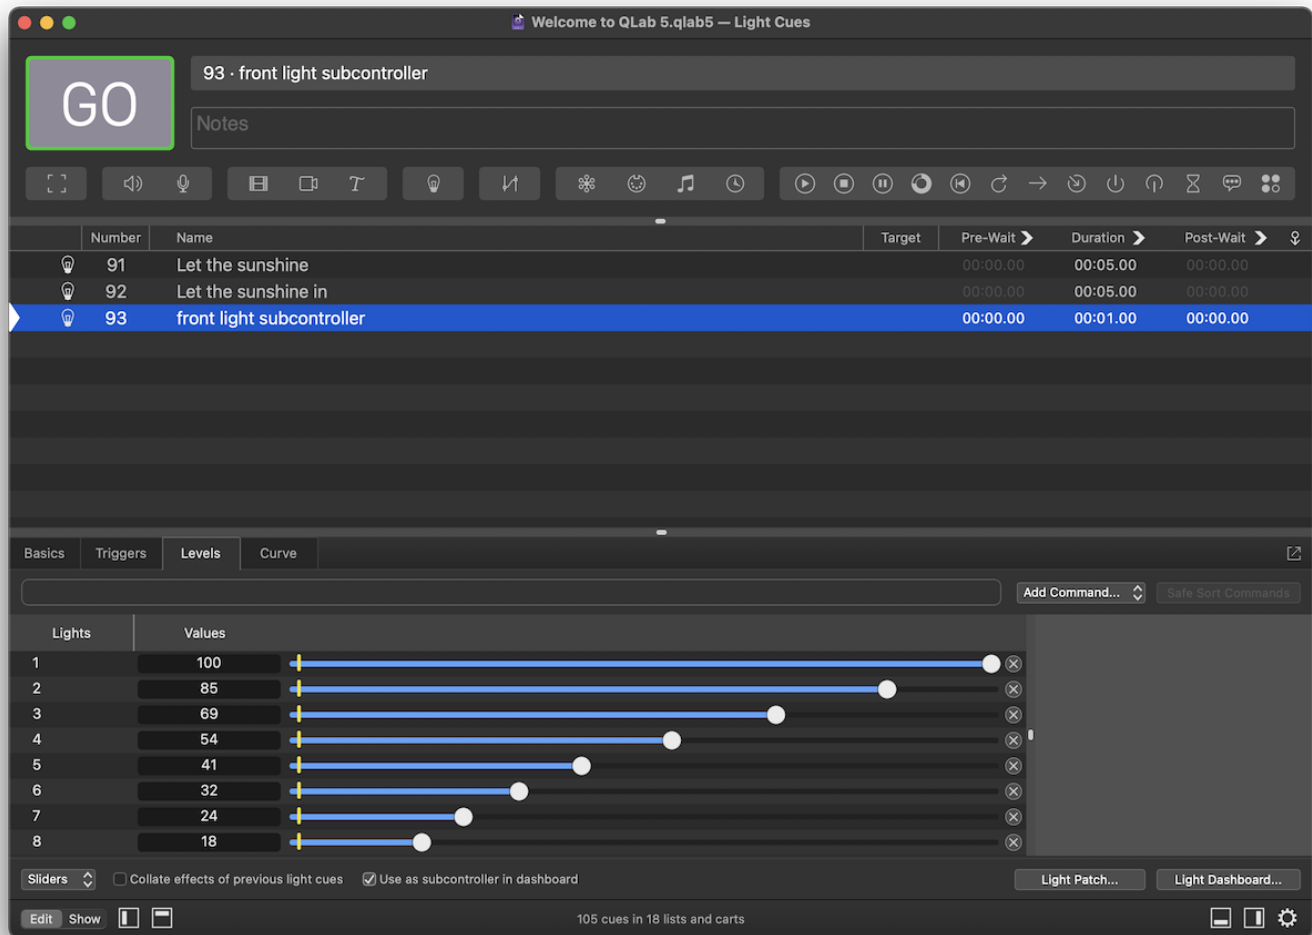 Welcome to QLab 5.qlab5 — Light Cues
GO
93 · front light subcontroller
Notes
Number Name Target Pre-Wait Duration Post-Wait
91 Let the sunshine 00:00.00 00:05.00 00:00.00
92 Let the sunshine in 00:00.00 00:05.00 00:00.00
93 front light subcontroller 00:00.00 00:01.00 00:00.00
Basics Triggers Levels Curve
Add Command... Safe Sort Commands
Lights Values
1 100
2 85
3 69
4 54
5 41
6 32
7 24
8 18
Sliders Collate effects of previous light cues Use as subcontroller in dashboard Light Patch... Light Dashboard...
Edit Show 105 cues in 18 lists and carts